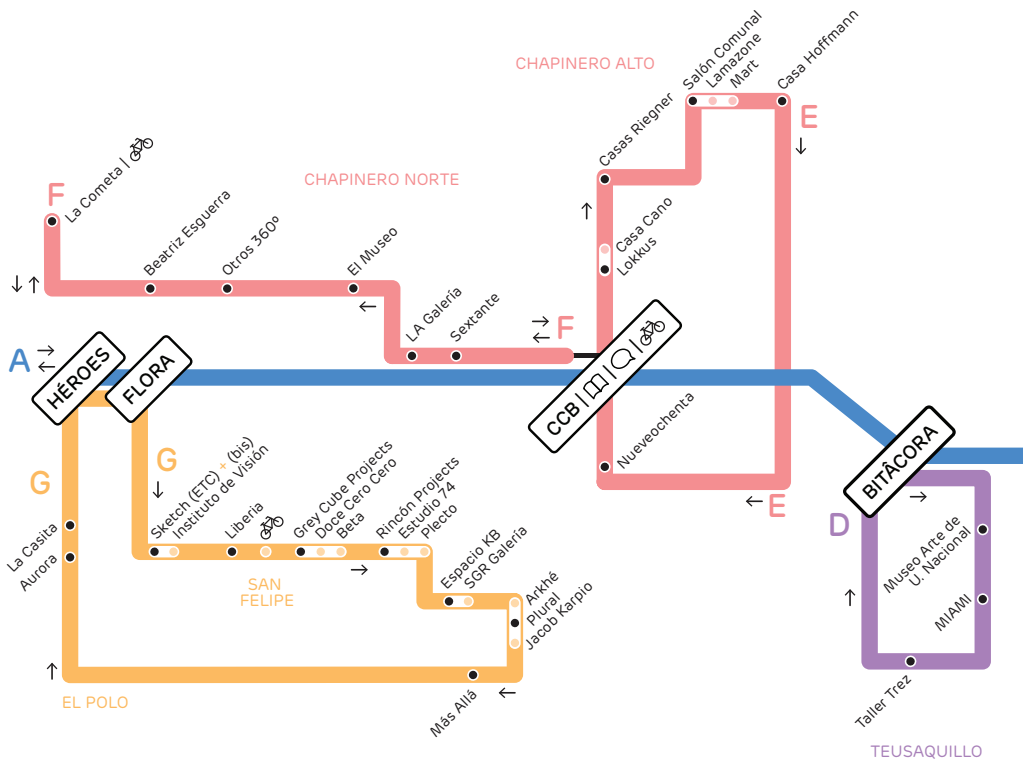 CHAPINERO ALTO
Salón Comunal
Lamazone
Mart
Casa Hoffmann
E
Casas Riegner
Casa Cano
Lokkus
CHAPINERO NORTE
F
La Cometa |
Beatriz Esguerra
Otros 360º
El Museo
LA Galería
Sextante
F
A
HÉROES
FLORA
CCB | | |
Nueveochenta
E
BITÁCORA
D
Museo Arte de
U. Nacional
MIAMI
Taller Trez
TEUSAQUILLO
G
G
Sketch (ETC) + (bis)
Instituto de Visión
Liberia
Grey Cube Projects
Doce Cero Cero
Beta
Rincón Projects
Estudio 74
Plecto
Espacio KB
SGR Galería
Arkhé
Plural
Jacob Karpio
SAN
FELIPE
La Casita
Aurora
EL POLO
Más Allá